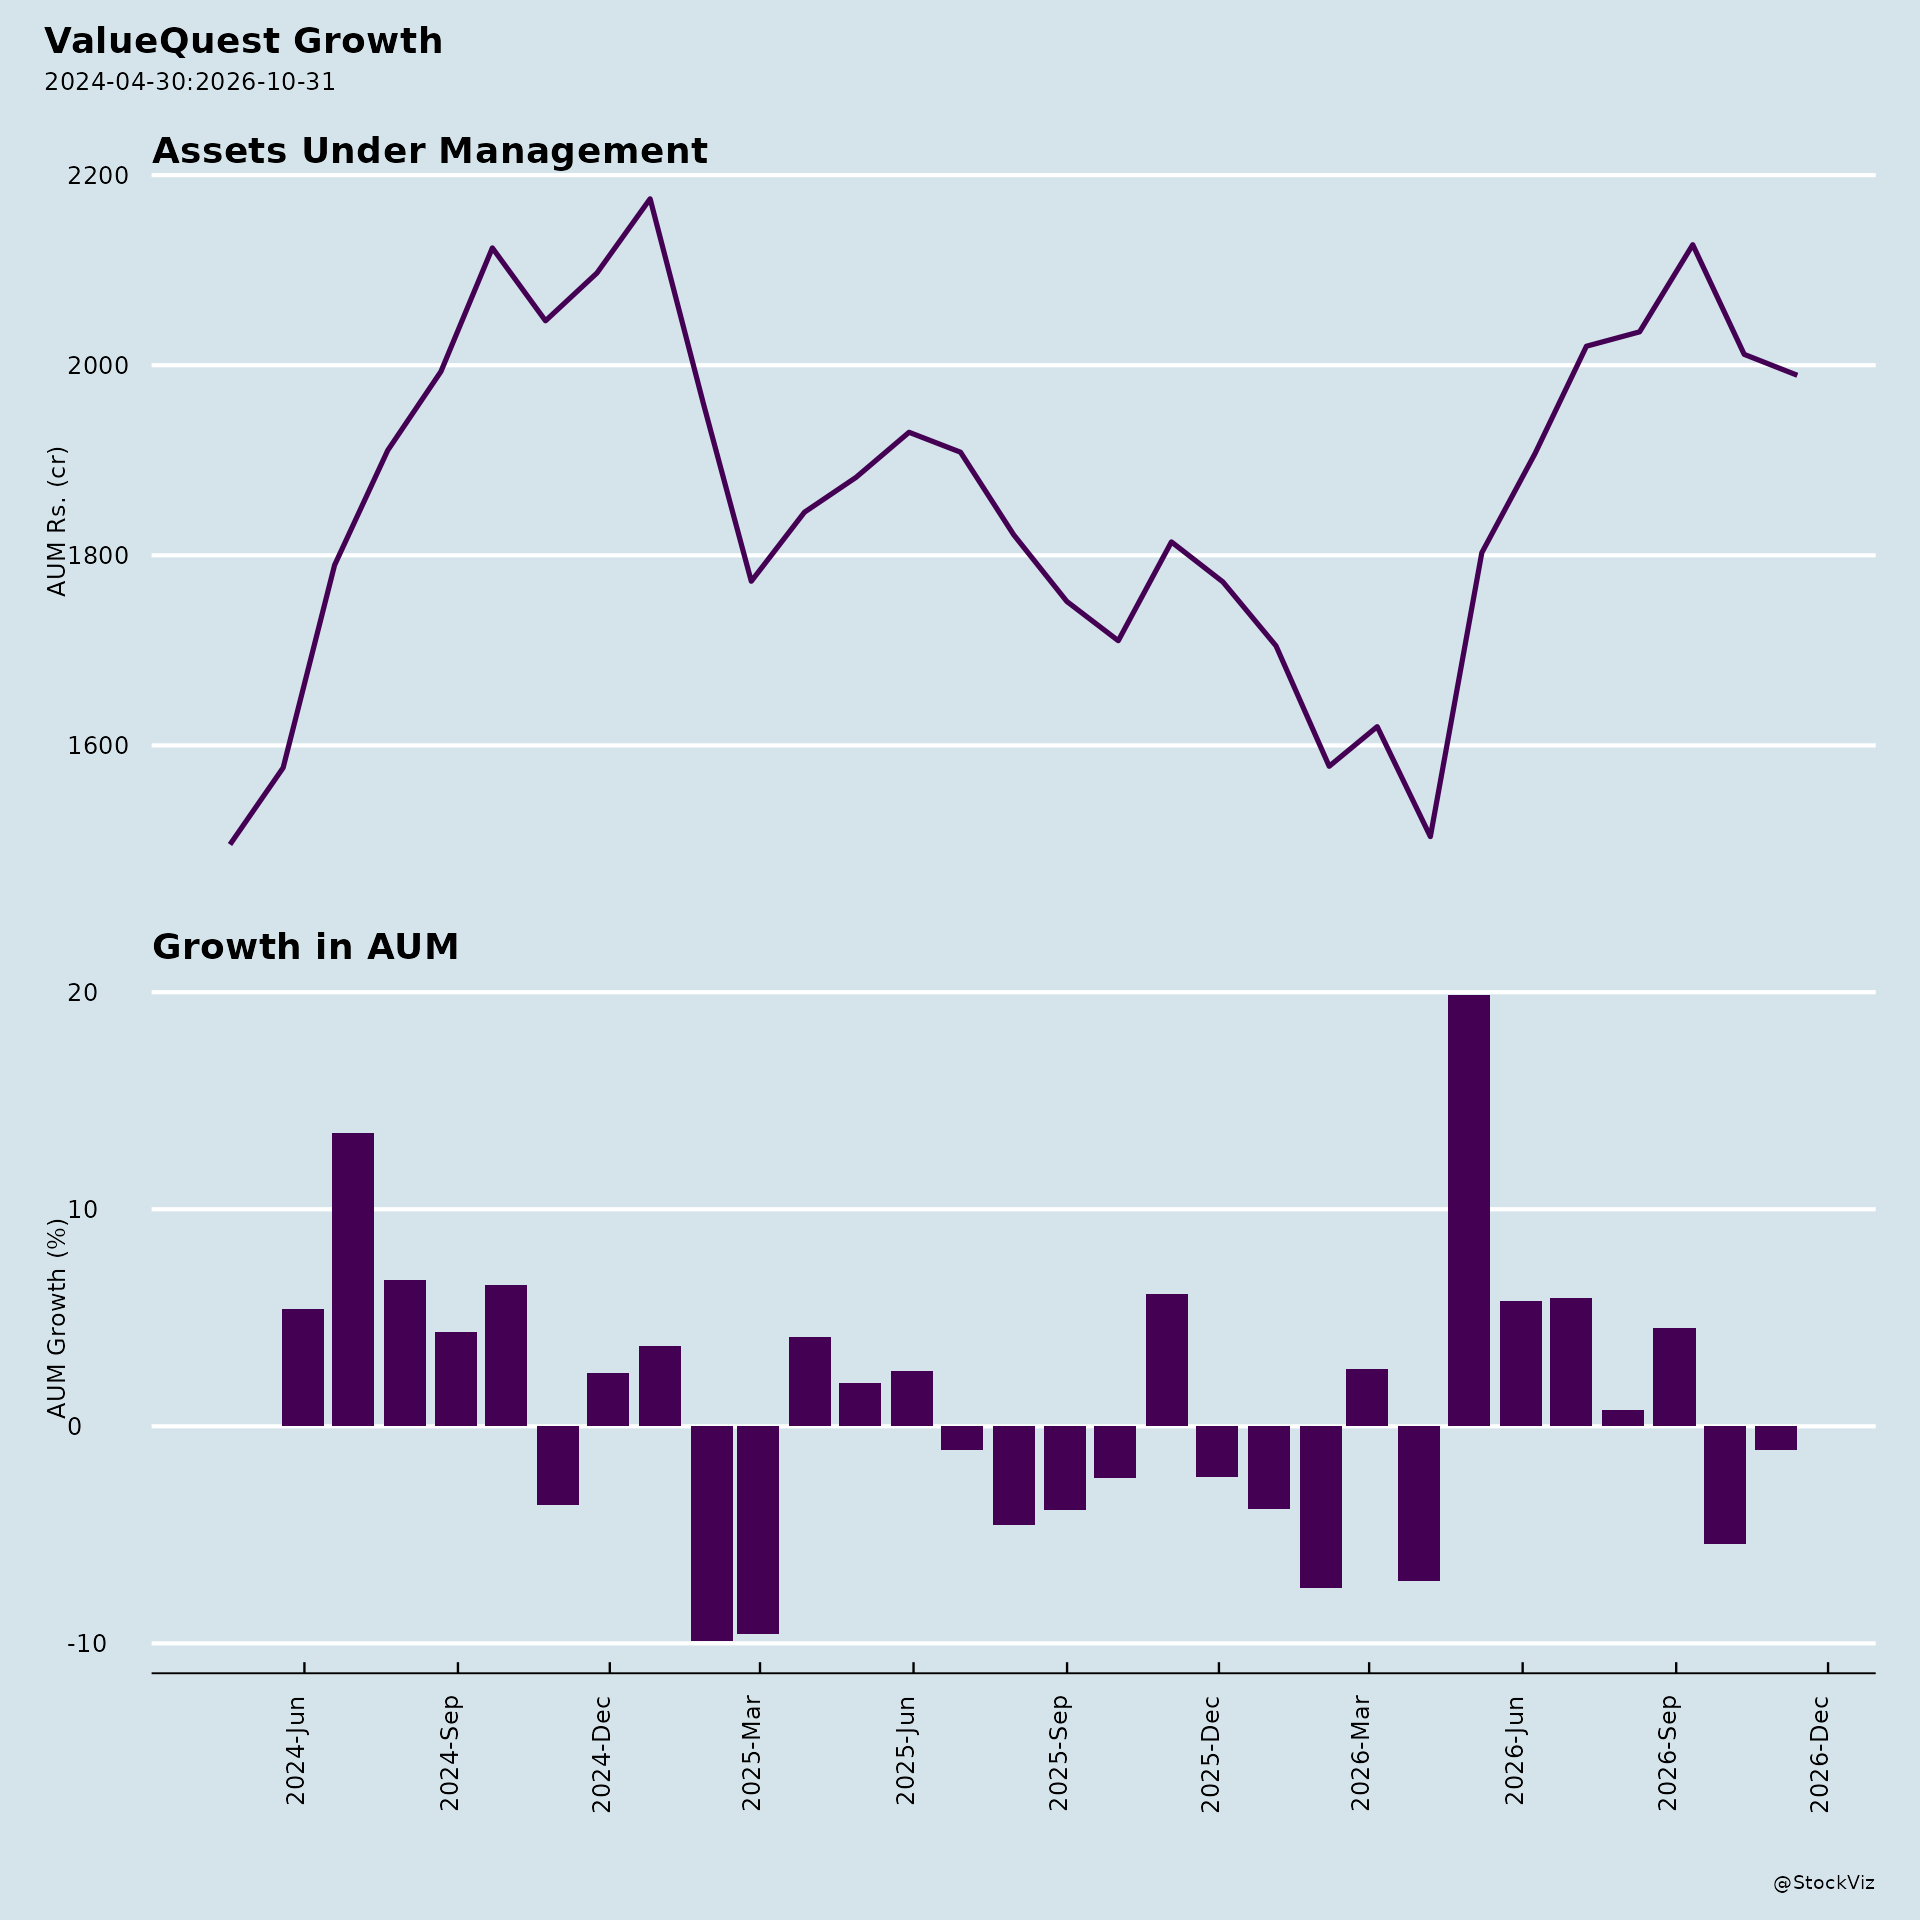 ValueQuest Growth
2024-04-30:2026-10-31
Assets Under Management
2200
2000
1800
1600
AUM Rs. (cr)
Growth in AUM
20
10
0
-10
AUM Growth (%)
2024-Jun
2024-Sep
2024-Dec
2025-Mar
2025-Jun
2025-Sep
2025-Dec
2026-Mar
2026-Jun
2026-Sep
2026-Dec
@StockViz